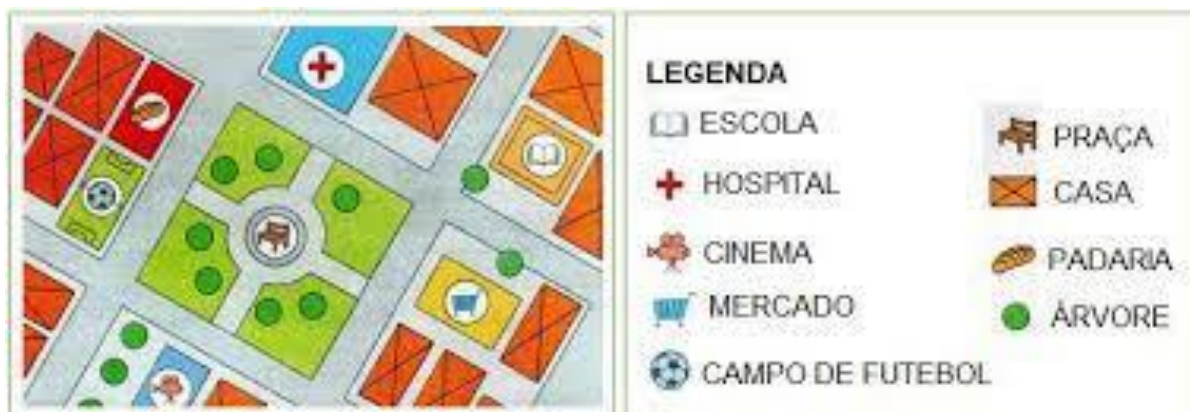 LEGENDA
ESCOLA
HOSPITAL
CINEMA
MERCADO
CAMPO DE FUTEBOL
PRAÇA
CASA
PADARIA
ÁRVORE